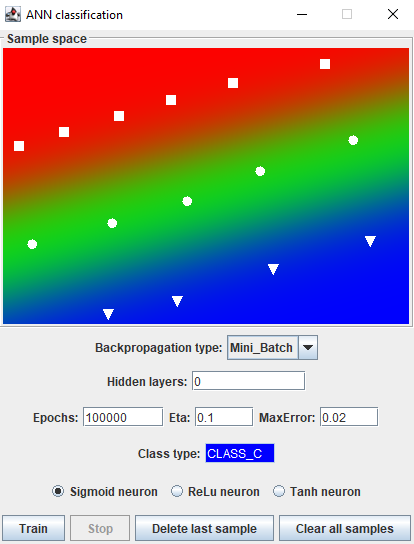 ANN classification
Sample space
Backpropagation type: Mini_Batch
Hidden layers: 0
Epochs: 100000 Eta: 0.1 MaxError: 0.02
Class type: CLASS_C
Sigmoid neuron ReLu neuron Tanh neuron
Train Stop Delete last sample Clear all samples